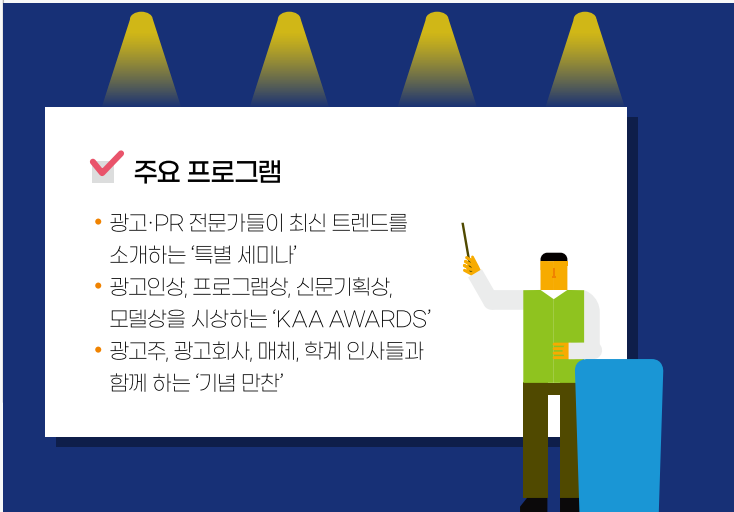 주요 프로그램
• 광고·PR 전문가들이 최신 트렌드를
소개하는 ‘특별 세미나’
• 광고인상, 프로그램상, 신문기획상,
모델상을 시상하는 ‘KAA AWARDS’
• 광고주, 광고회사, 매체, 학계 인사들과
함께 하는 ‘기념 만찬’